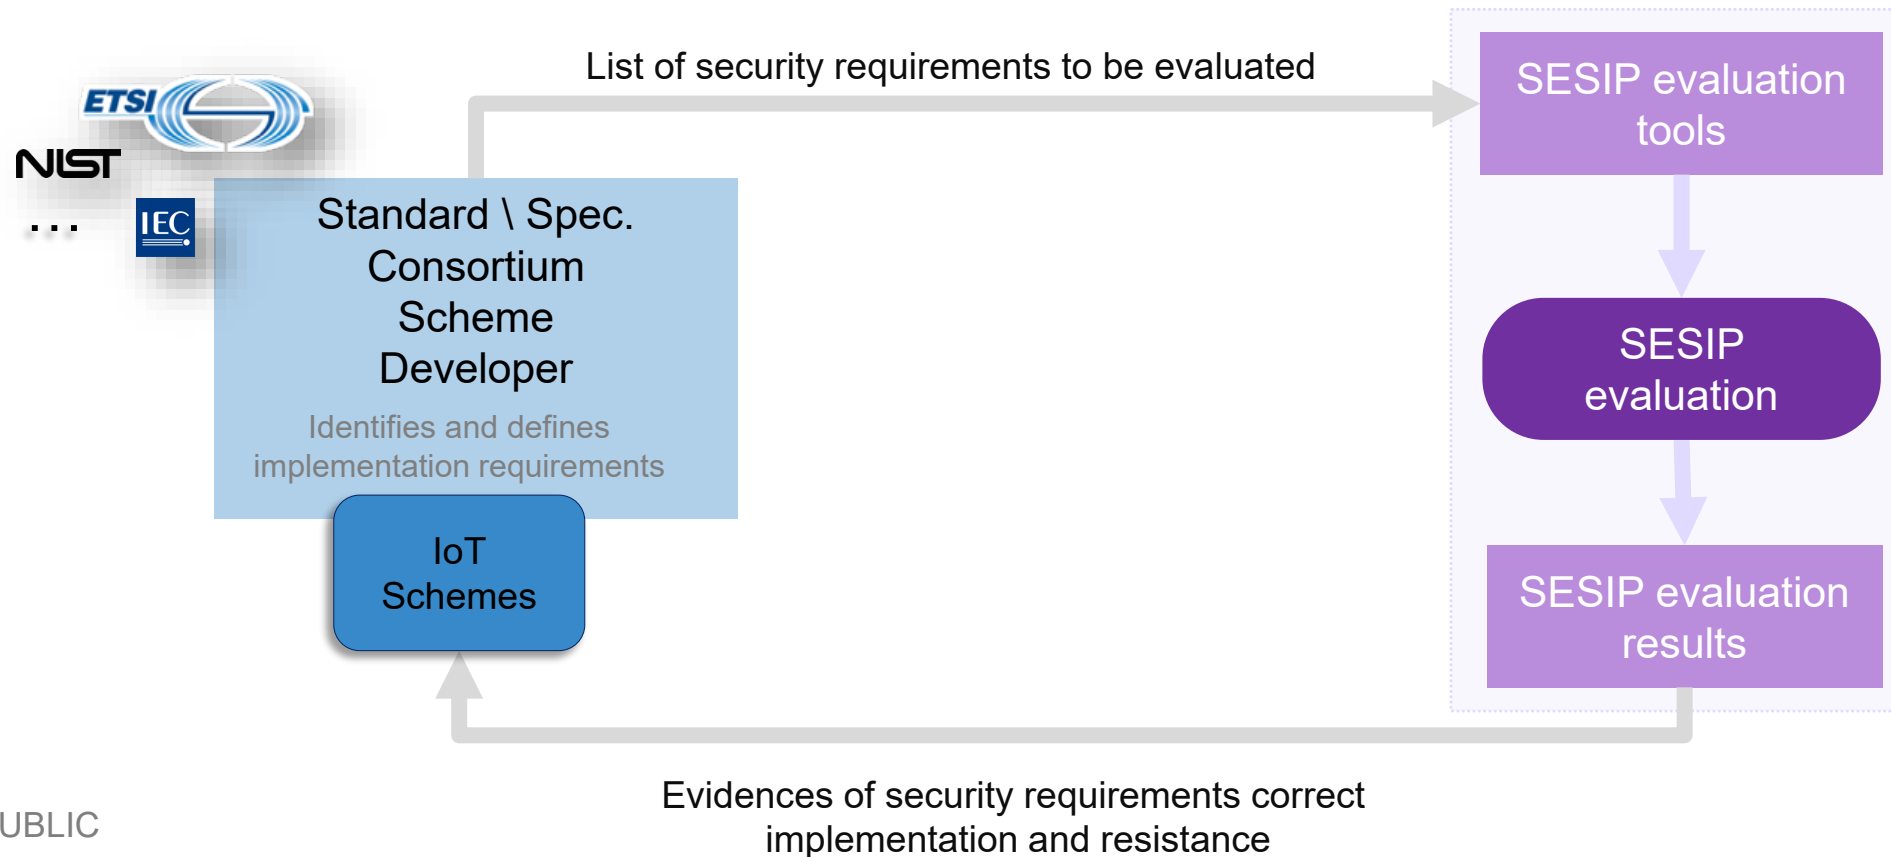 List of security requirements to be evaluated
SESIP evaluation
tools
ETSI
NIST
...
IEC
Standard \ Spec.
Consortium
Scheme
Developer
Identifies and defines
implementation requirements
IoT
Schemes
SESIP
evaluation
SESIP evaluation
results
Evidences of security requirements correct
implementation and resistance
UBLIC